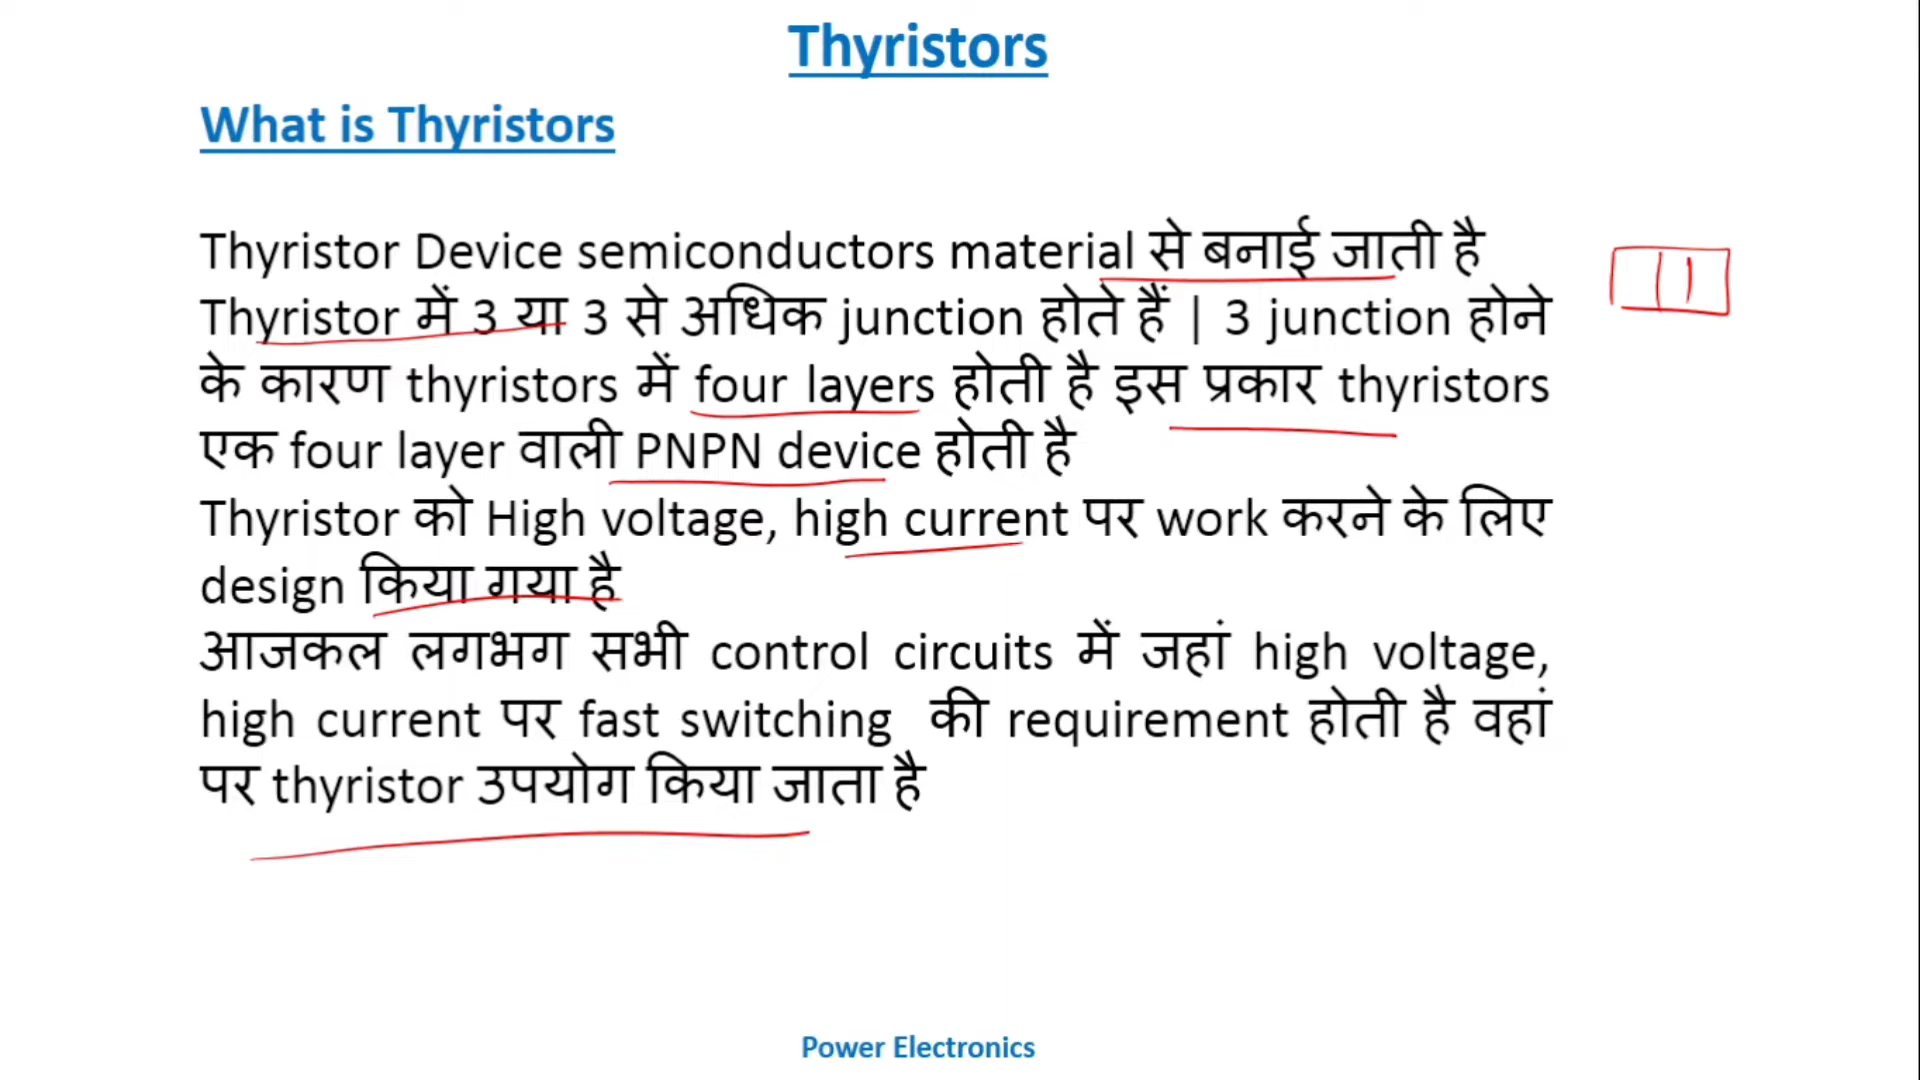 Thyristors
What is Thyristors
Thyristor Device semiconductors material से बनाई जाती है
Thyristor में 3 या 3 से अधिक junction होते हैं | 3 junction होने
के कारण thyristors में four layers होती है इस प्रकार thyristors
एक four layer वाली PNPN device होती है
Thyristor को High voltage, high current पर work करने के लिए
design किया गया है
आजकल लगभग सभी control circuits में जहां high voltage,
high current पर fast switching की requirement होती है वहां
पर thyristor उपयोग किया जाता है
Power Electronics